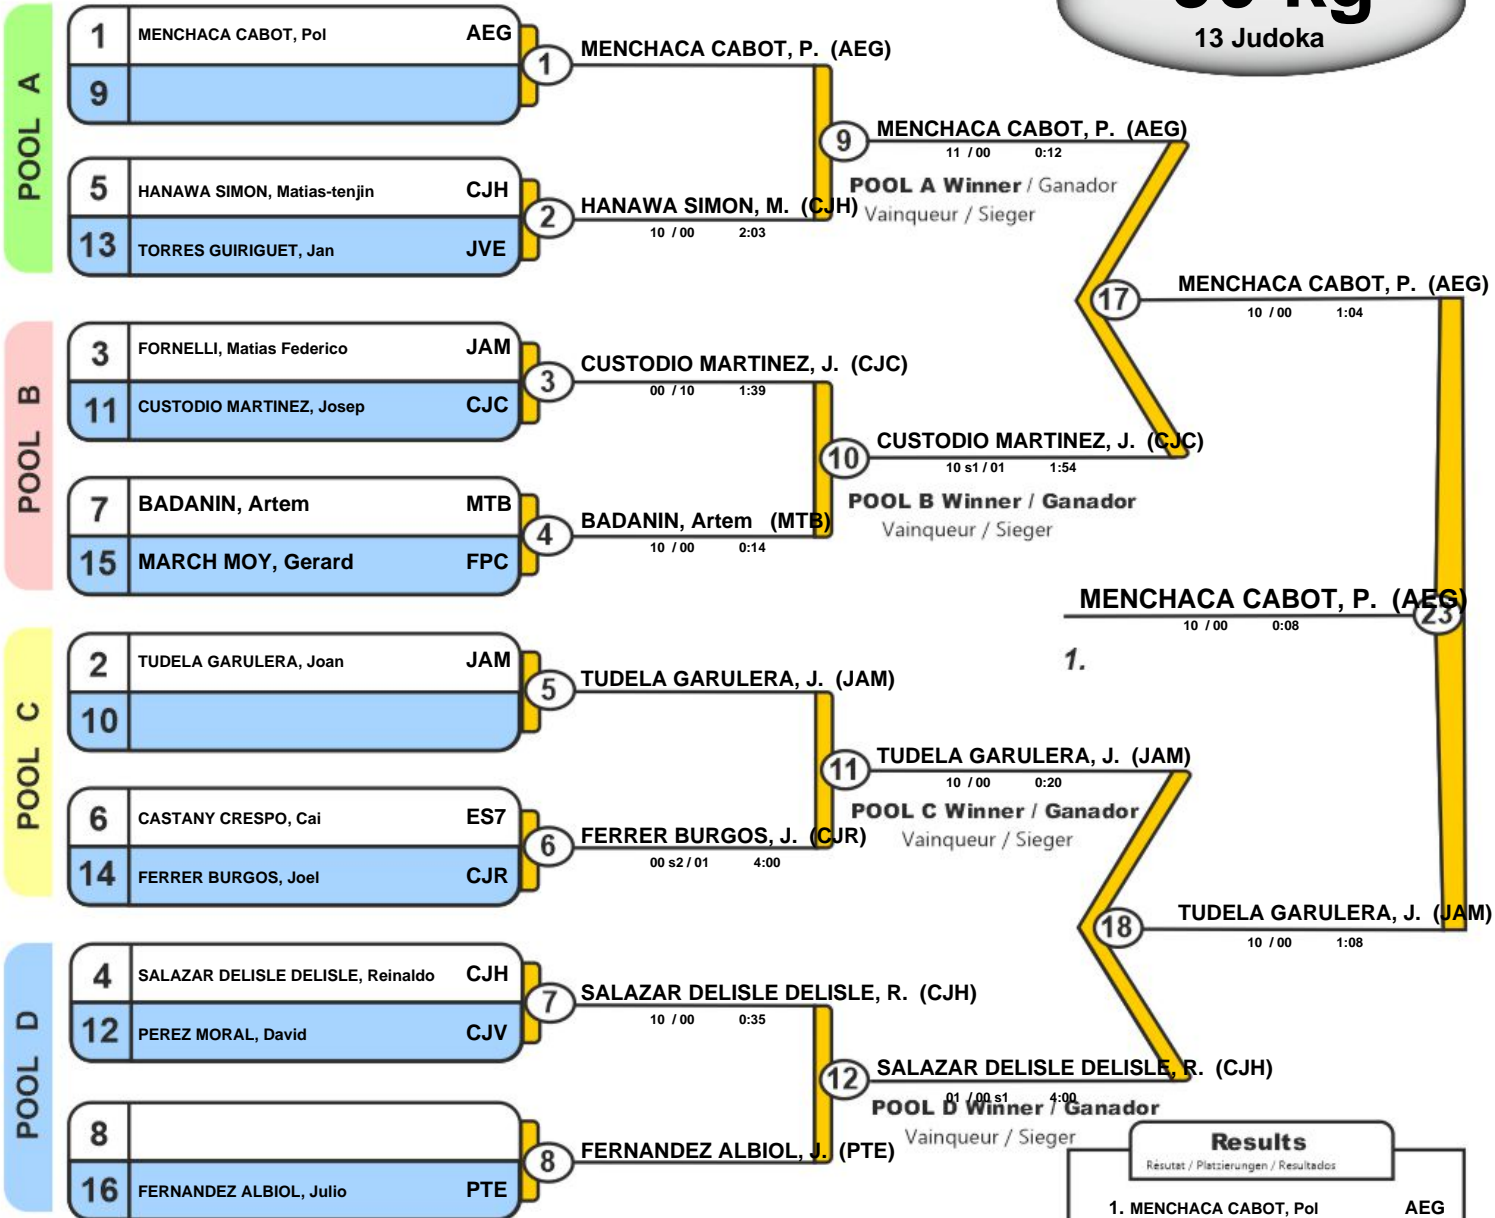 13 Judoka
POOL A
1 MENCHACA CABOT, Pol AEG
9
5 HANAWA SIMON, Matias-tenjin CJH
13 TORRES GUIRIGUET, Jan JVE
1 MENCHACA CABOT, P. (AEG)
2 HANAWA SIMON, M. (CJH)
10 / 00 2:03
9 MENCHACA CABOT, P. (AEG)
11 / 00 0:12
POOL A Winner / Ganador
Vainqueur / Sieger
POOL B
3 FORNELLI, Matias Federico JAM
11 CUSTODIO MARTINEZ, Josep CJC
7 BADANIN, Artem MTB
15 MARCH MOY, Gerard FPC
3 CUSTODIO MARTINEZ, J. (CJC)
00 / 10 1:39
4 BADANIN, Artem (MTB)
10 / 00 0:14
10 CUSTODIO MARTINEZ, J. (CJC)
10 s1 / 01 1:54
POOL B Winner / Ganador
Vainqueur / Sieger
17 MENCHACA CABOT, P. (AEG)
10 / 00 1:04
MENCHACA CABOT, P. (AEG)
23
10 / 00 0:08
1.
POOL C
2 TUDELA GARULERA, Joan JAM
10
6 CASTANY CRESPO, Cai ES7
14 FERRER BURGOS, Joel CJR
5 TUDELA GARULERA, J. (JAM)
6 FERRER BURGOS, J. (CJR)
00 s2 / 01 4:00
11 TUDELA GARULERA, J. (JAM)
10 / 00 0:20
POOL C Winner / Ganador
Vainqueur / Sieger
POOL D
4 SALAZAR DELISLE DELISLE, Reinaldo CJH
12 PEREZ MORAL, David CJV
8
16 FERNANDEZ ALBIOL, Julio PTE
7 SALAZAR DELISLE DELISLE, R. (CJH)
10 / 00 0:35
8 FERNANDEZ ALBIOL, J. (PTE)
12 SALAZAR DELISLE DELISLE, R. (CJH)
01 / 00 s1 4:00
POOL D Winner / Ganador
Vainqueur / Sieger
18 TUDELA GARULERA, J. (JAM)
10 / 00 1:08
Results
Résutat / Platzierungen / Resultados
1. MENCHACA CABOT, Pol AEG